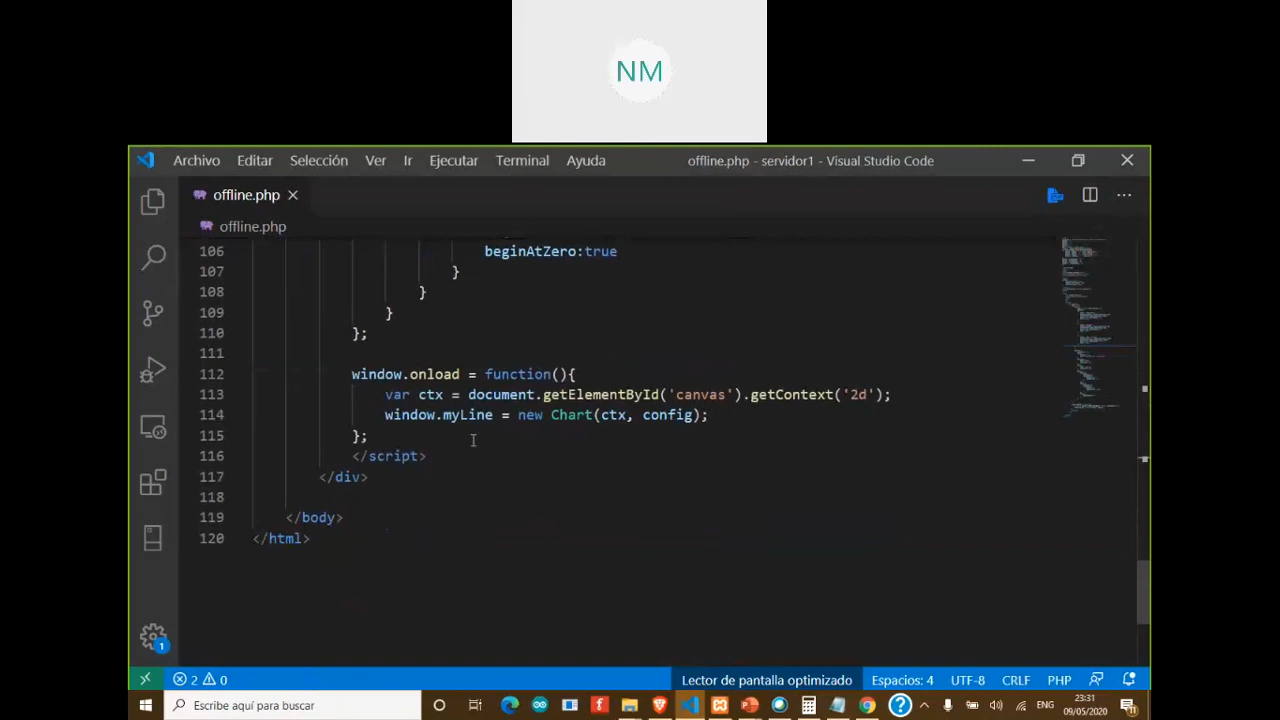 NM
Archivo Editar Selección Ver Ir Ejecutar Terminal Ayuda offline.php - servidor1 - Visual Studio Code
offline.php
offline.php
106 beginAtZero:true
107 }
108 }
109 }
110 };
111
112 window.onload = function(){
113 var ctx = document.getElementById('canvas').getContext('2d');
114 window.myLine = new Chart(ctx, config);
115 };
116 </script>
117 </div>
118
119 </body>
120 </html>
1
2 0 Lector de pantalla optimizado Espacios: 4 UTF-8 CRLF PHP
Escribe aquí para buscar
ENG
23:31
09/05/2020